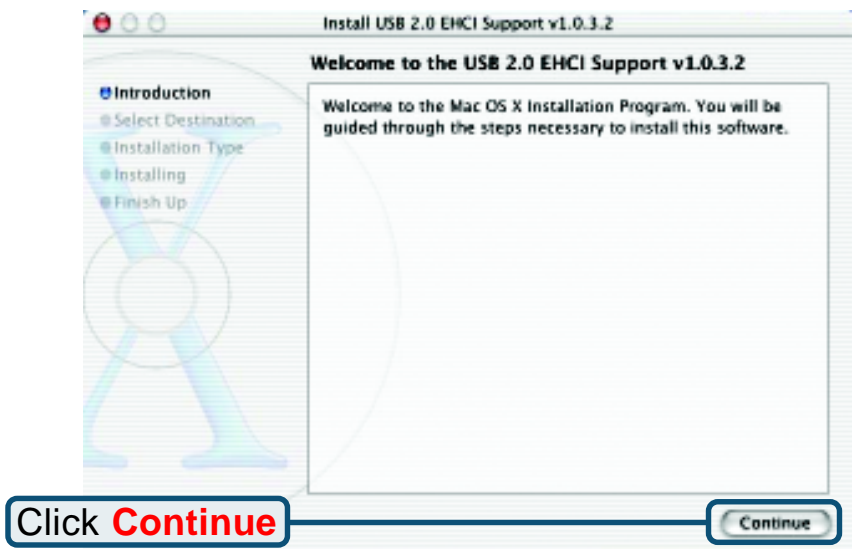 Install USB 2.0 EHCI Support v1.0.3.2
Welcome to the USB 2.0 EHCI Support v1.0.3.2
Introduction
Select Destination
Installation Type
Installing
Finish Up
Welcome to the Mac OS X Installation Program. You will be
guided through the steps necessary to install this software.
Click Continue
Continue